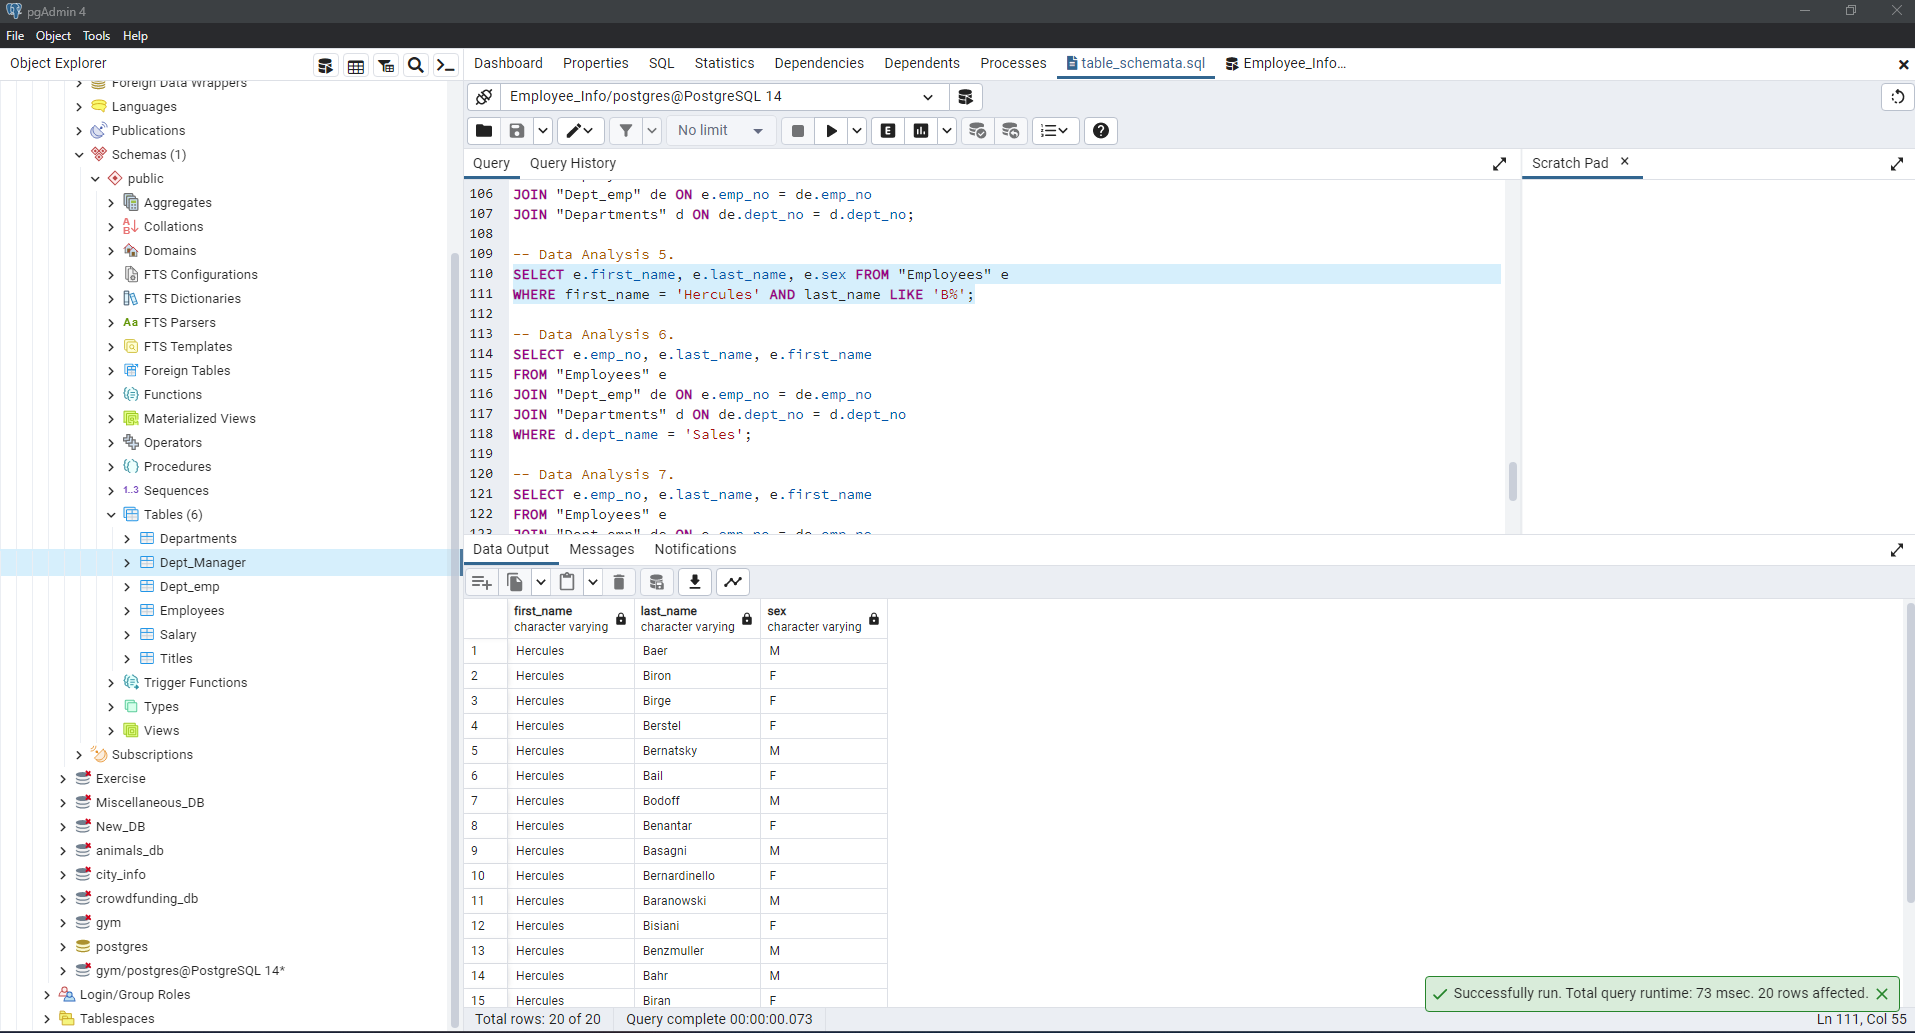 pgAdmin 4
File Object Tools Help
Object Explorer
Dashboard Properties SQL Statistics Dependencies Dependents Processes table_schemata.sql Employee_Info...
Foreign Data Wrappers
Languages
Publications
Schemas (1)
public
Aggregates
Collations
Domains
FTS Configurations
FTS Dictionaries
FTS Parsers
FTS Templates
Foreign Tables
Functions
Materialized Views
Operators
Procedures
1..3 Sequences
Tables (6)
Departments
Dept_Manager
Dept_emp
Employees
Salary
Titles
Trigger Functions
Types
Views
Subscriptions
Exercise
Miscellaneous_DB
New_DB
animals_db
city_info
crowdfunding_db
gym
postgres
gym/postgres@PostgreSQL 14*
Login/Group Roles
Tablespaces
Employee_Info/postgres@PostgreSQL 14
No limit
E
Query Query History
Scratch Pad
106 JOIN "Dept_emp" de ON e.emp_no = de.emp_no
107 JOIN "Departments" d ON de.dept_no = d.dept_no;
108
109 -- Data Analysis 5.
110 SELECT e.first_name, e.last_name, e.sex FROM "Employees" e
111 WHERE first_name = 'Hercules' AND last_name LIKE 'B%';
112
113 -- Data Analysis 6.
114 SELECT e.emp_no, e.last_name, e.first_name
115 FROM "Employees" e
116 JOIN "Dept_emp" de ON e.emp_no = de.emp_no
117 JOIN "Departments" d ON de.dept_no = d.dept_no
118 WHERE d.dept_name = 'Sales';
119
120 -- Data Analysis 7.
121 SELECT e.emp_no, e.last_name, e.first_name
122 FROM "Employees" e
123 JOIN "Dept_emp" de ON e.emp_no = de.emp_no
Data Output Messages Notifications
first_name last_name sex
character varying character varying character varying
1 Hercules Baer M
2 Hercules Biron F
3 Hercules Birge F
4 Hercules Berstel F
5 Hercules Bernatsky M
6 Hercules Bail F
7 Hercules Bodoff M
8 Hercules Benantar F
9 Hercules Basagni M
10 Hercules Bernardinello F
11 Hercules Baranowski M
12 Hercules Bisiani F
13 Hercules Benzmuller M
14 Hercules Bahr M
15 Hercules Biran F
Successfully run. Total query runtime: 73 msec. 20 rows affected.
Total rows: 20 of 20 Query complete 00:00:00.073
Ln 111, Col 55